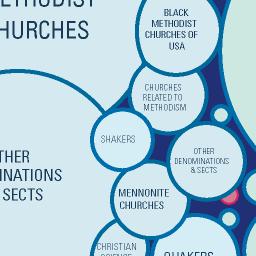 METHODIST
CHURCHES
BLACK
METHODIST
CHURCHES OF
USA
CHURCHES
RELATED TO
METHODISM
SHAKERS
OTHER
DENOMINATIONS
& SECTS
OTHER
DENOMINATIONS
& SECTS
MENNONITE
CHURCHES
CHRISTIAN
SCIENCE
QUAKERS